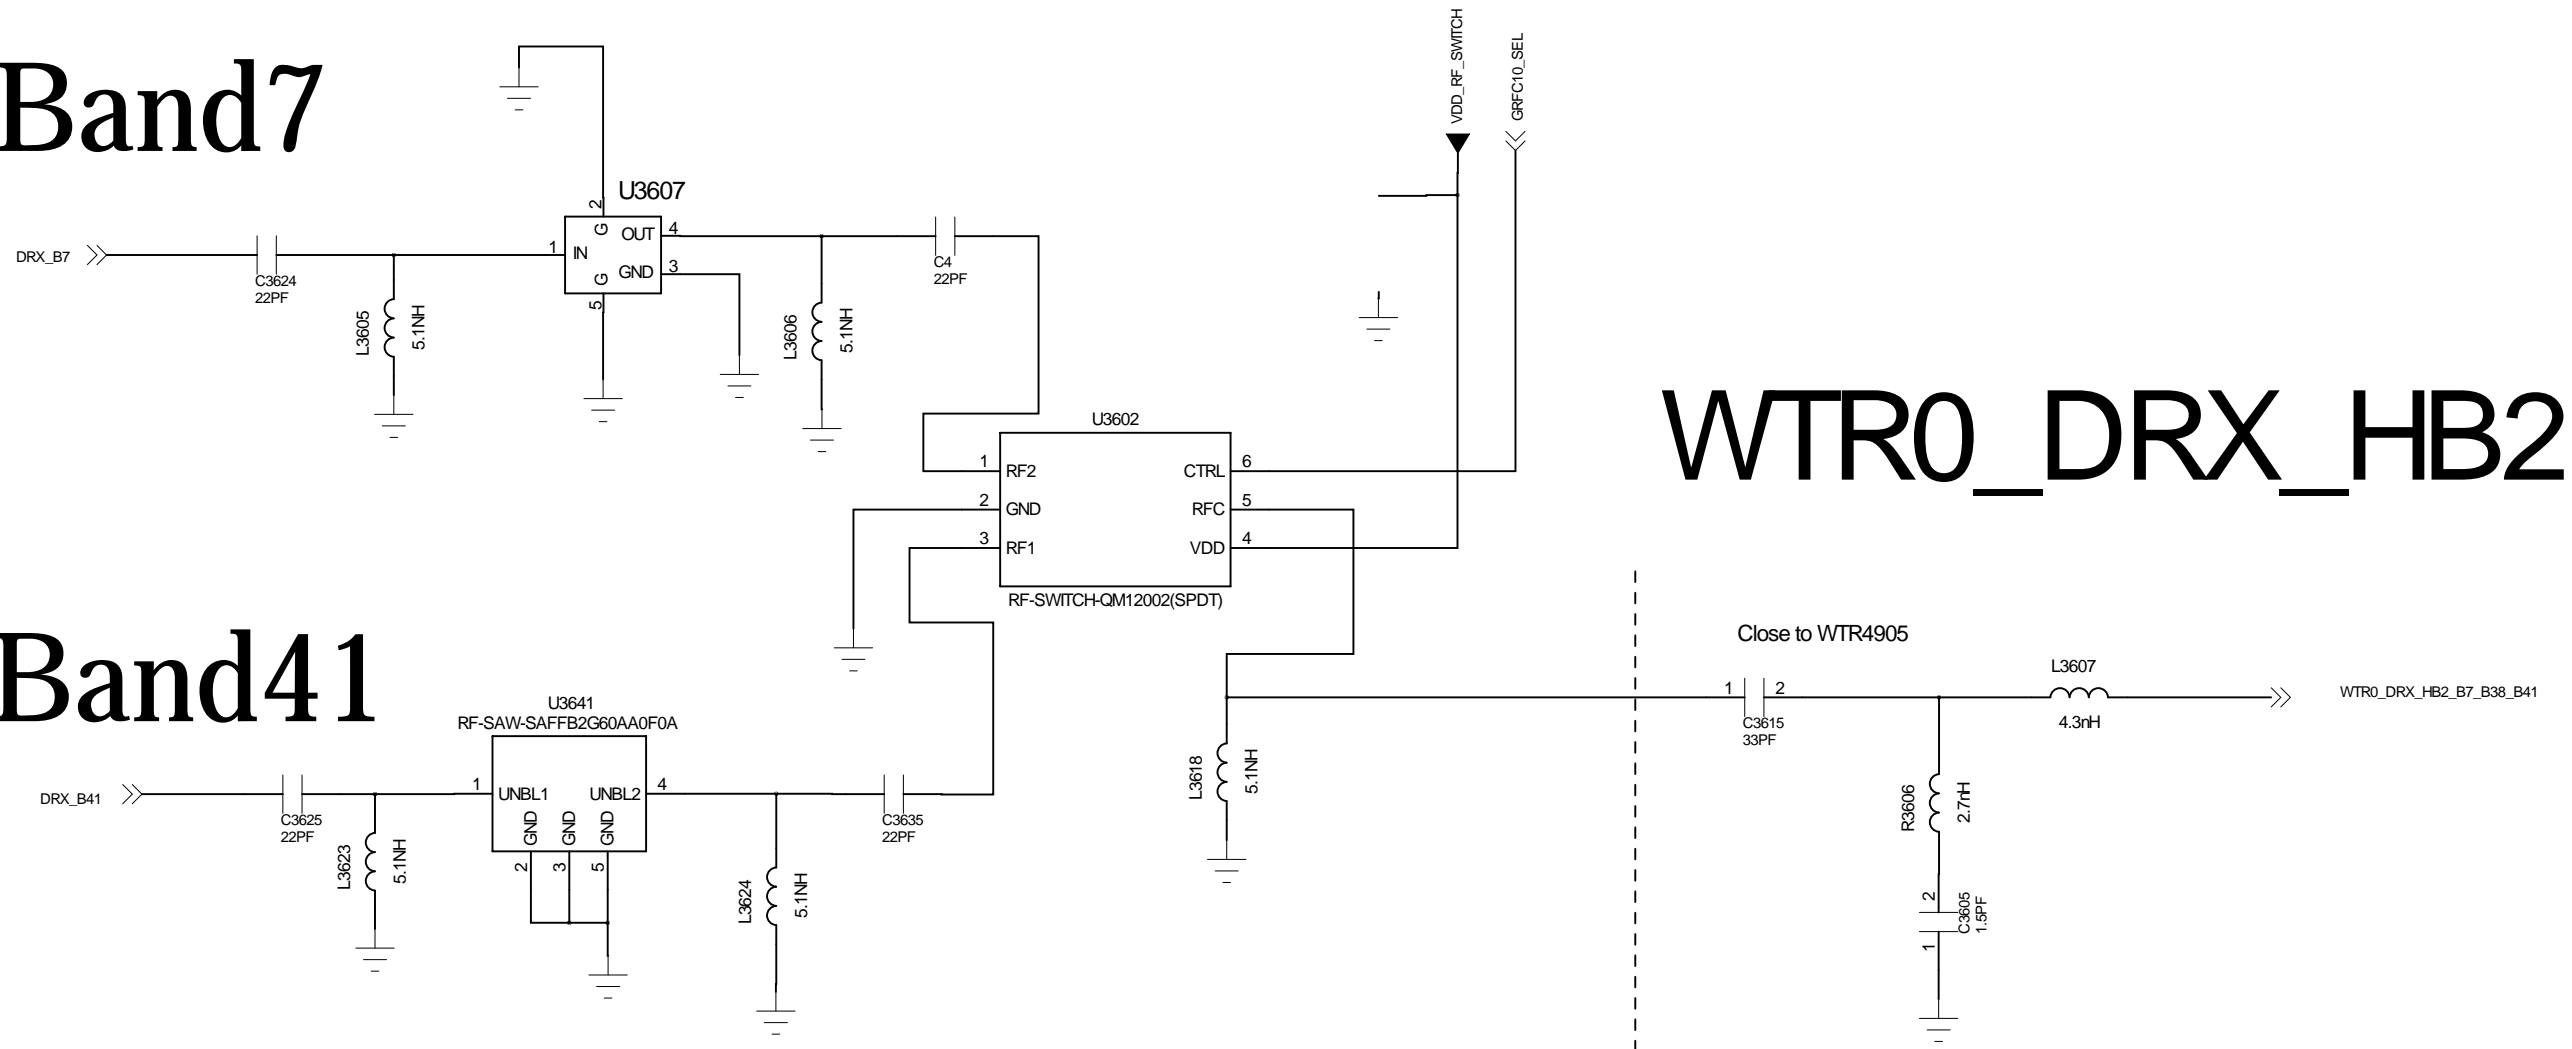 Band7
VDD_RF_SWITCH
GRFC10_SEL
U3607
2
G
OUT
4
1
IN
GND
3
G
5
DRX_B7
C3624
22PF
L3605
5.1NH
L3606
5.1NH
C4
22PF
WTR0_DRX_HB2
U3602
1
RF2
CTRL
6
2
GND
RFC
5
3
RF1
VDD
4
RF-SWITCH-QM12002(SPDT)
Band41
U3641
RF-SAW-SAFFB2G60AA0F0A
1
UNBL1
UNBL2
4
GND
GND
GND
2
3
5
DRX_B41
C3625
22PF
L3623
5.1NH
L3624
5.1NH
C3635
22PF
L3618
5.1NH
Close to WTR4905
1
2
C3615
33PF
L3607
4.3nH
WTR0_DRX_HB2_B7_B38_B41
R3606
2.7nH
2
C3605
1.5PF
1